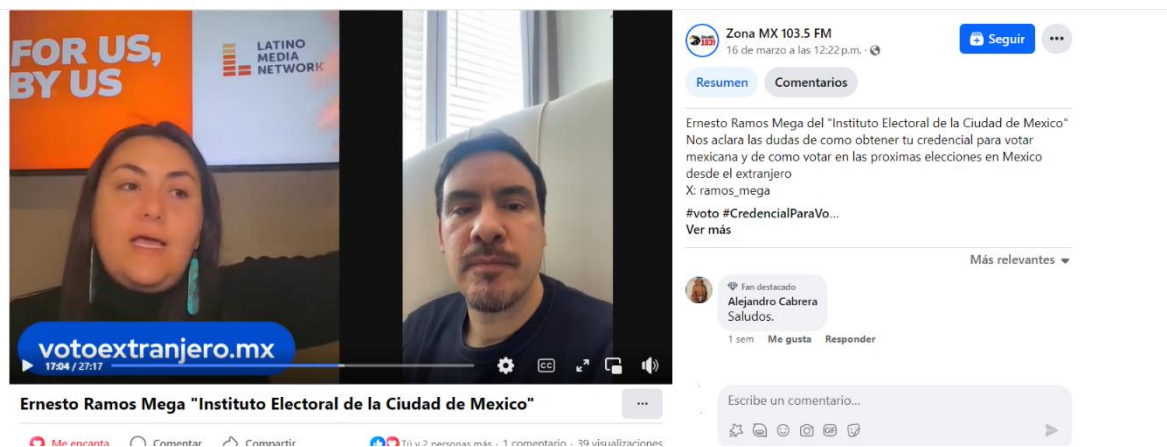 FOR US,
BY US
LATINO
MEDIA
NETWORK
votoextranjero.mx
17:04 / 27:17
CC
Ernesto Ramos Mega "Instituto Electoral de la Ciudad de Mexico"
Me encanta Comentar Compartir Tú y 2 personas más · 1 comentario · 39 visualizaciones
Zona MX 103.5 FM
16 de marzo a las 12:22 p.m. ·
Seguir
Resumen Comentarios
Ernesto Ramos Mega del "Instituto Electoral de la Ciudad de Mexico"
Nos aclara las dudas de como obtener tu credencial para votar
mexicana y de como votar en las proximas elecciones en Mexico
desde el extranjero
X: ramos_mega
#voto #CredencialParaVo...
Ver más
Más relevantes
Fan destacado
Alejandro Cabrera
Saludos.
1 sem Me gusta Responder
Escribe un comentario...
GIF